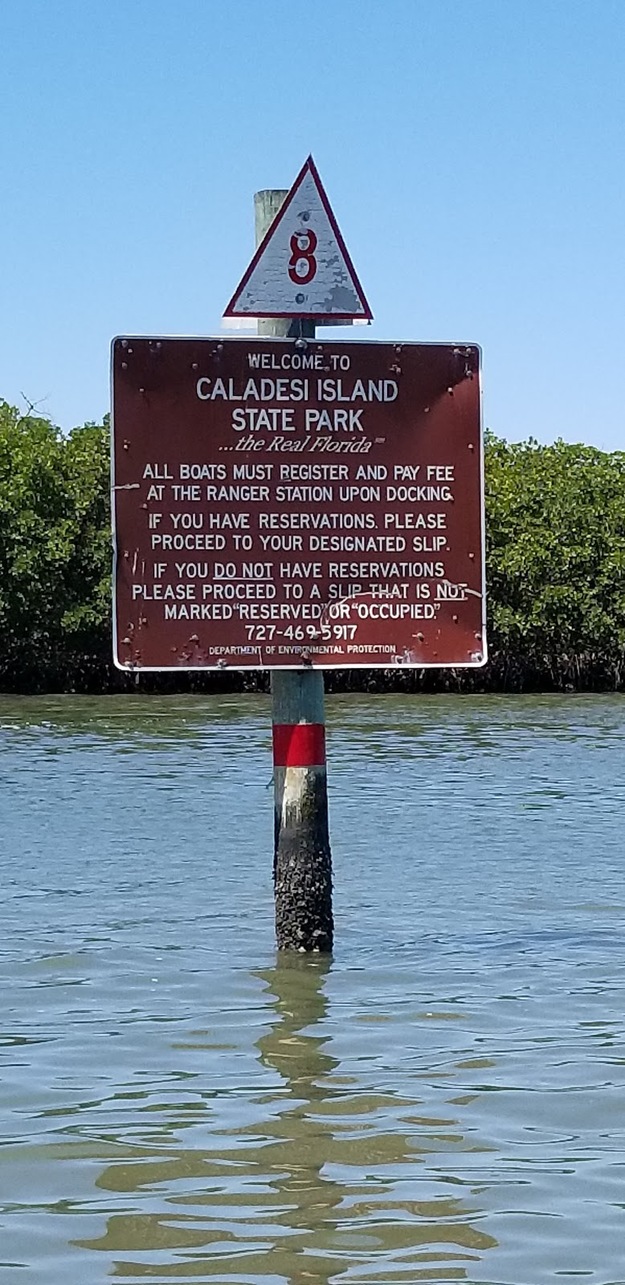 8
WELCOME TO
CALADESI ISLAND
STATE PARK
...the Real Florida℠
ALL BOATS MUST REGISTER AND PAY FEE
AT THE RANGER STATION UPON DOCKING.
IF YOU HAVE RESERVATIONS. PLEASE
PROCEED TO YOUR DESIGNATED SLIP.
IF YOU DO NOT HAVE RESERVATIONS
PLEASE PROCEED TO A SLIP THAT IS NOT
MARKED "RESERVED" OR "OCCUPIED."
727-469-5917
DEPARTMENT OF ENVIRONMENTAL PROTECTION